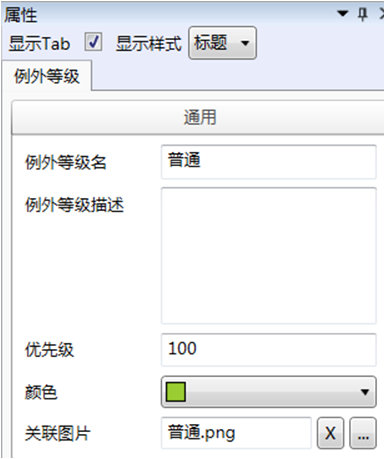 属性
显示Tab 显示样式 标题
例外等级
通用
例外等级名 普通
例外等级描述
优先级 100
颜色
关联图片 普通.png X ...